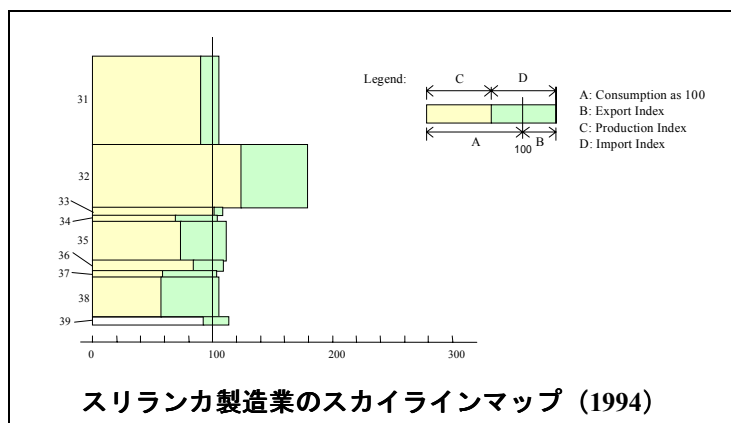 Legend:
C D
A: Consumption as 100
B: Export Index
C: Production Index
D: Import Index
A 100 B
31
32
33
34
35
36
37
38
39
0 100 200 300
スリランカ製造業のスカイラインマップ（1994）